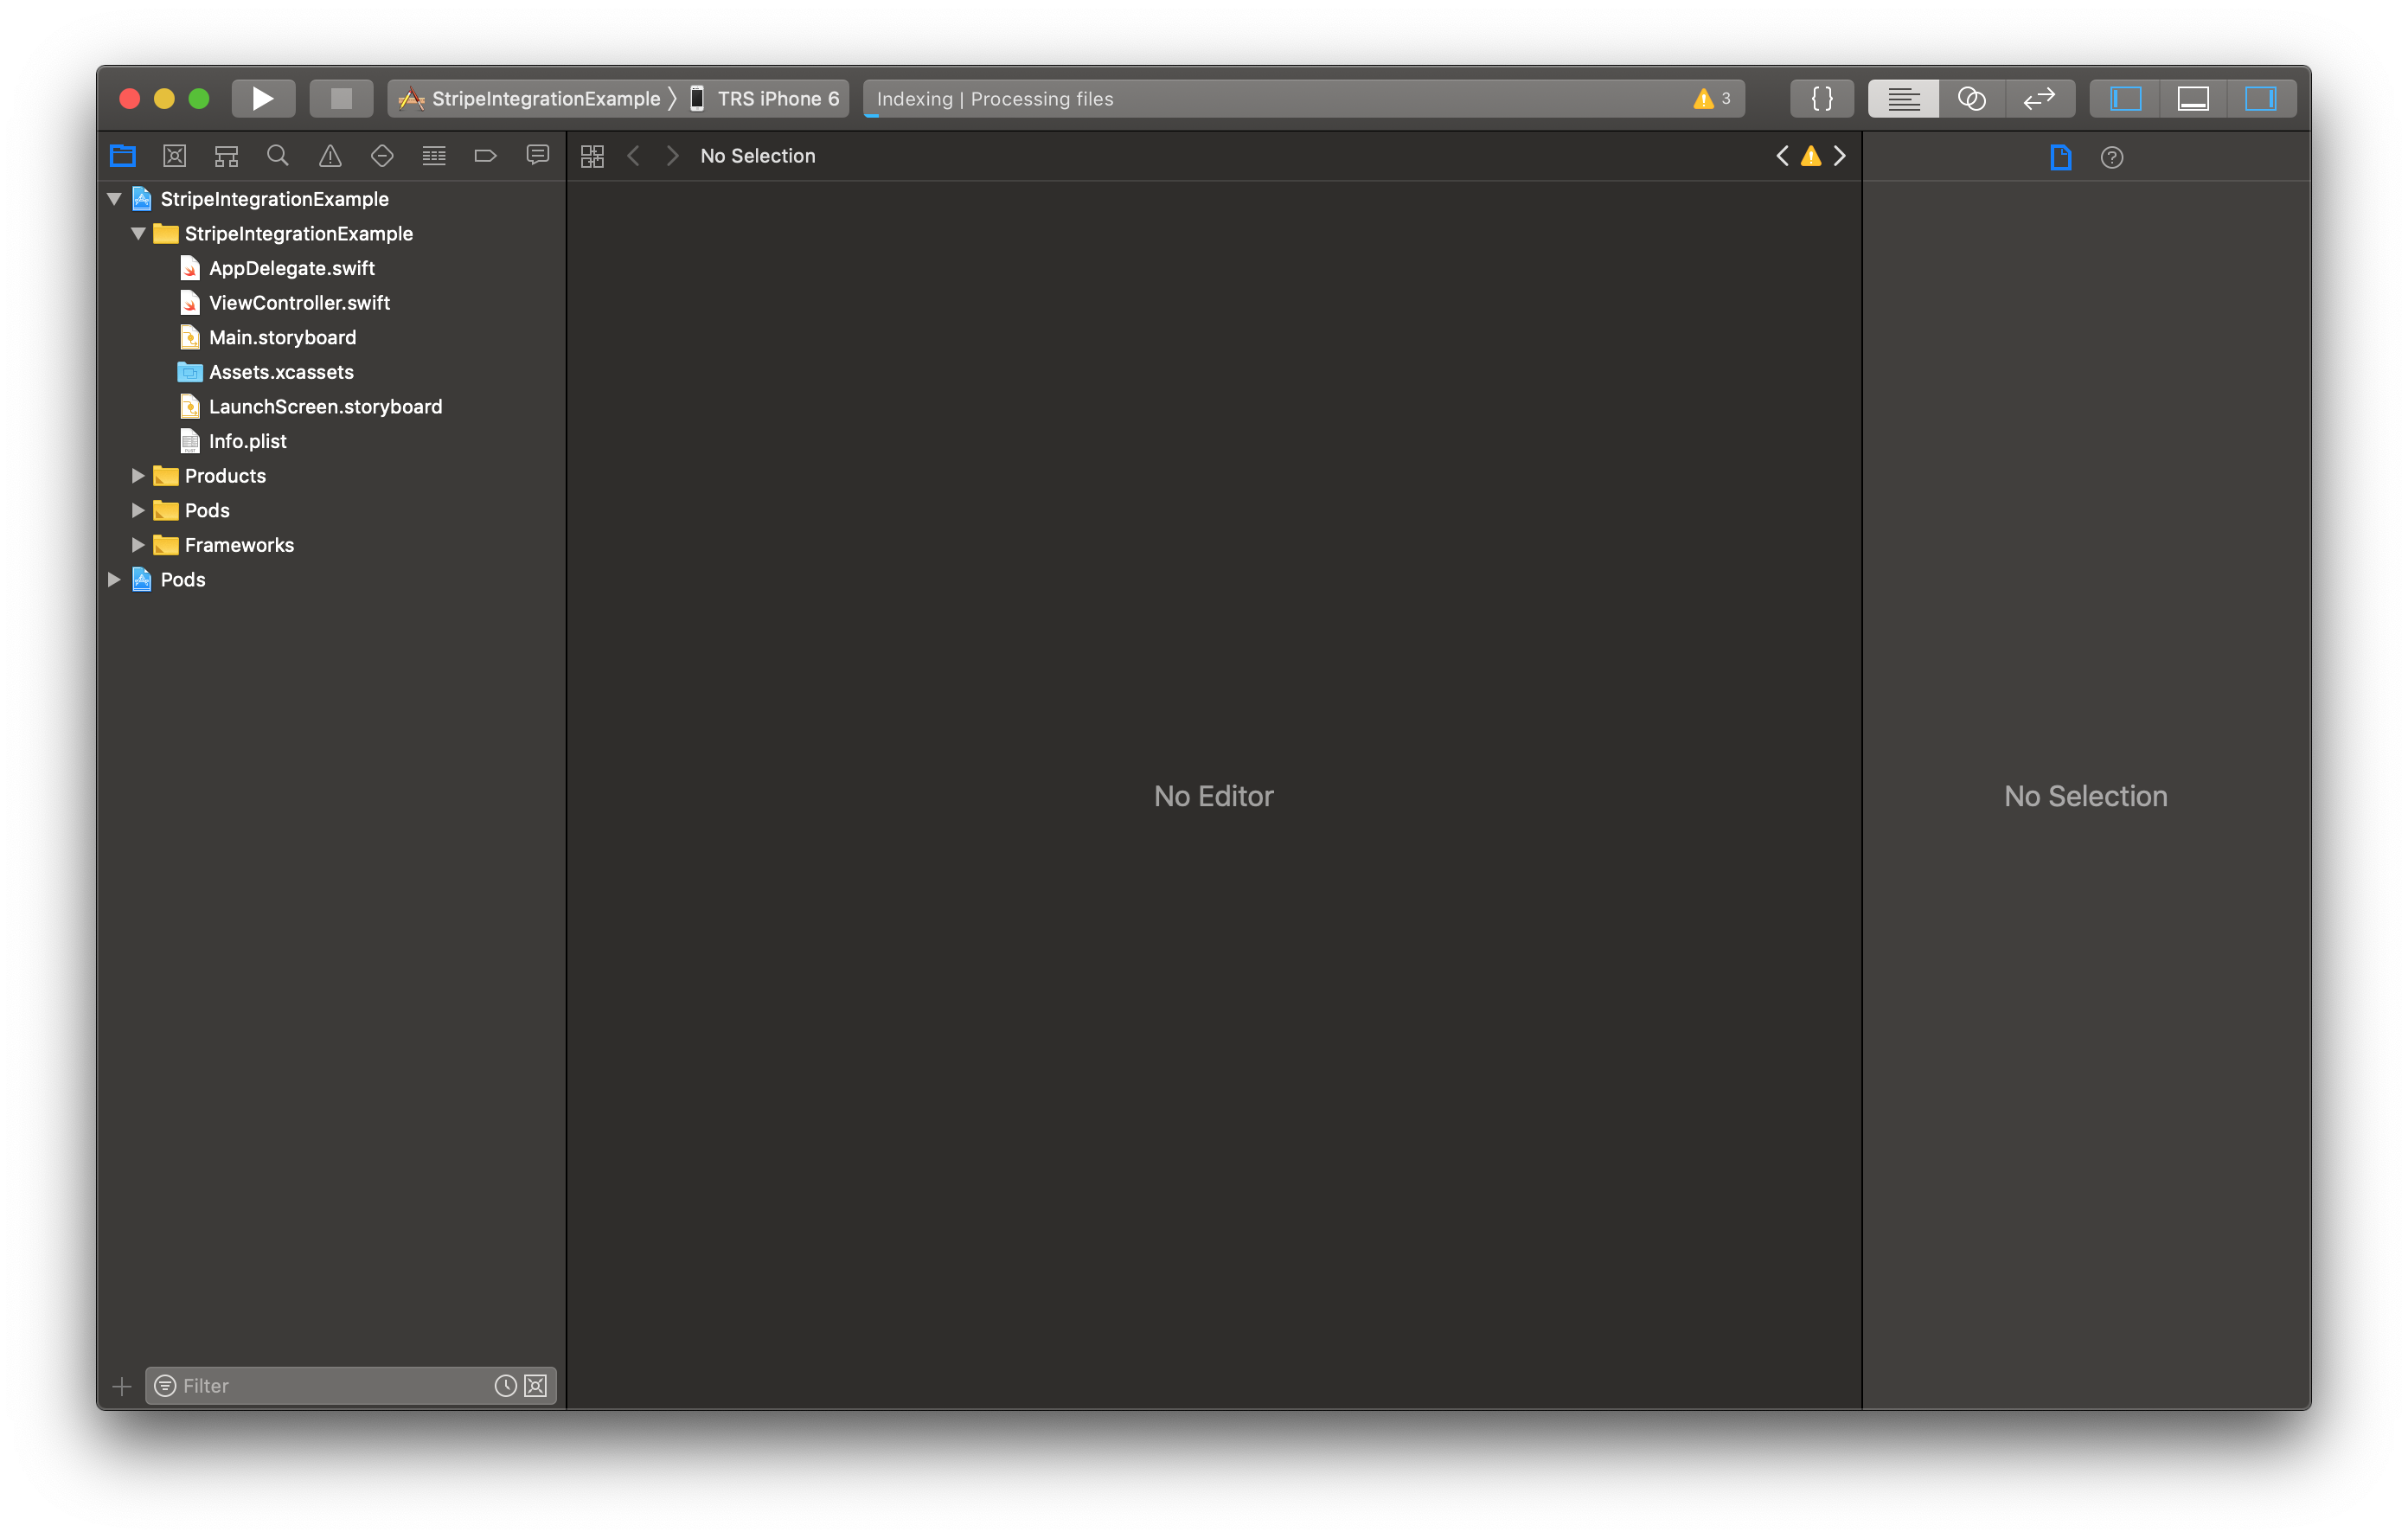 StripeIntegrationExample TRS iPhone 6 Indexing | Processing files 3
No Selection
StripeIntegrationExample
StripeIntegrationExample
AppDelegate.swift
ViewController.swift
Main.storyboard
Assets.xcassets
LaunchScreen.storyboard
Info.plist
Products
Pods
Frameworks
Pods
No Editor
No Selection
Filter